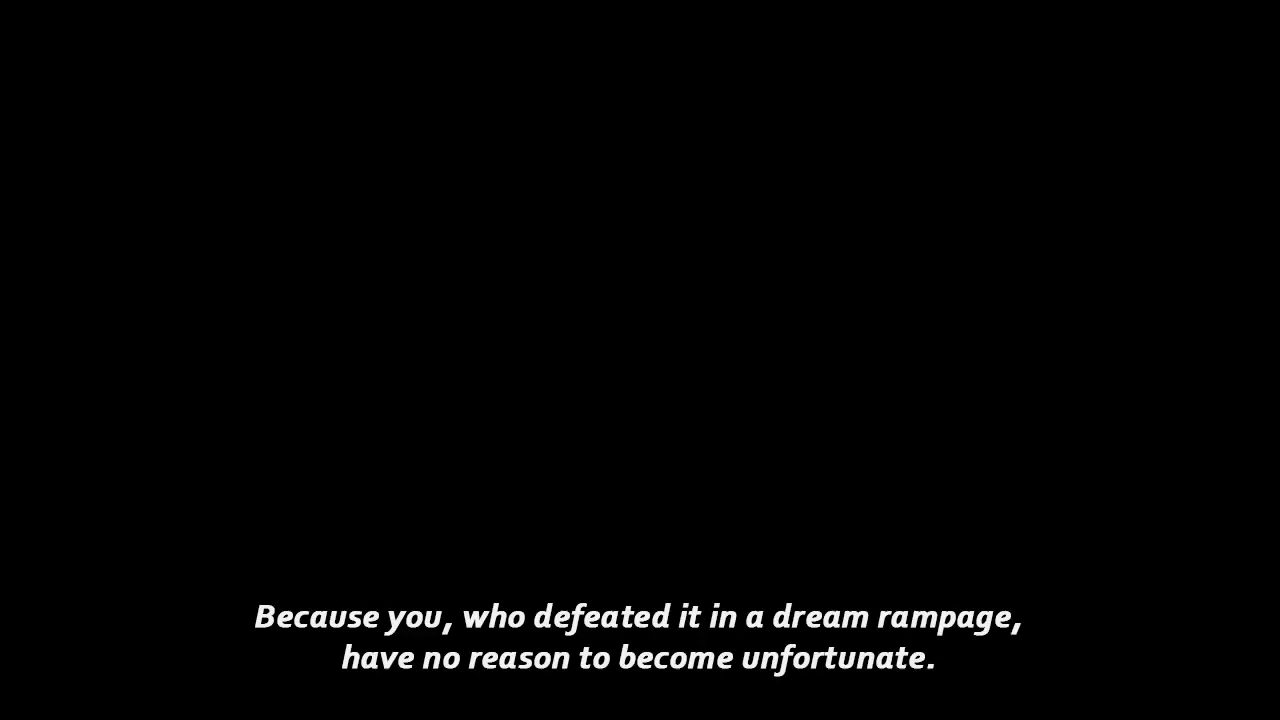 Because you, who defeated it in a dream rampage,
have no reason to become unfortunate.